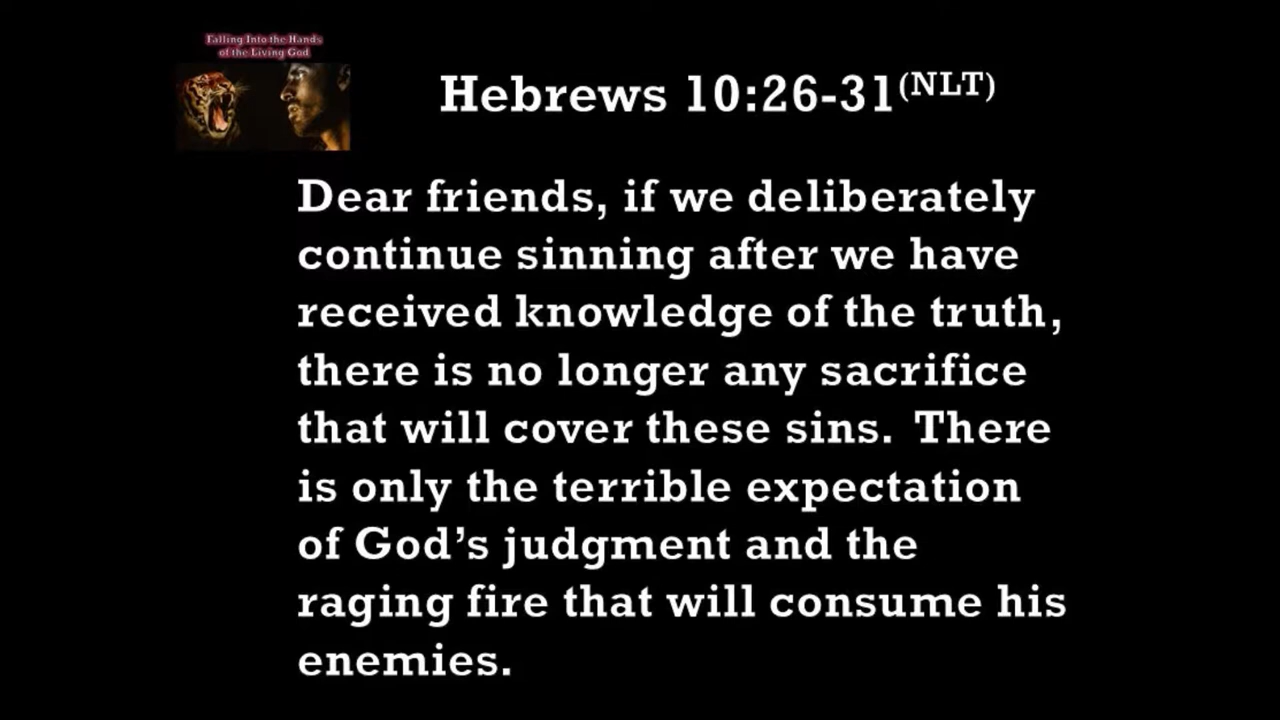 Falling Into the Hands
of the Living God
Hebrews 10:26-31(NLT)
Dear friends, if we deliberately
continue sinning after we have
received knowledge of the truth,
there is no longer any sacrifice
that will cover these sins. There
is only the terrible expectation
of God’s judgment and the
raging fire that will consume his
enemies.